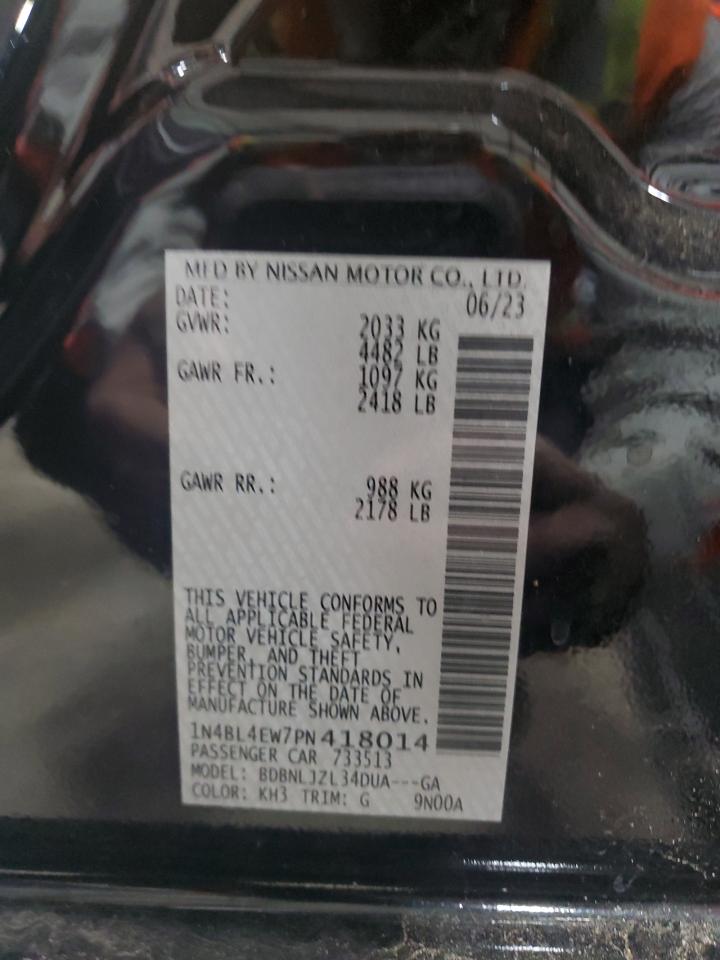 MFD BY NISSAN MOTOR CO., LTD.
DATE: 06/23
GVWR: 2033 KG
4482 LB
GAWR FR.: 1097 KG
2418 LB
GAWR RR.: 988 KG
2178 LB
THIS VEHICLE CONFORMS TO
ALL APPLICABLE FEDERAL
MOTOR VEHICLE SAFETY,
BUMPER, AND THEFT
PREVENTION STANDARDS IN
EFFECT ON THE DATE OF
MANUFACTURE SHOWN ABOVE.
1N4BL4EW7PN418014
PASSENGER CAR 733513
MODEL: BDBNLJZL34DUA---GA
COLOR: KH3 TRIM: G 9N00A